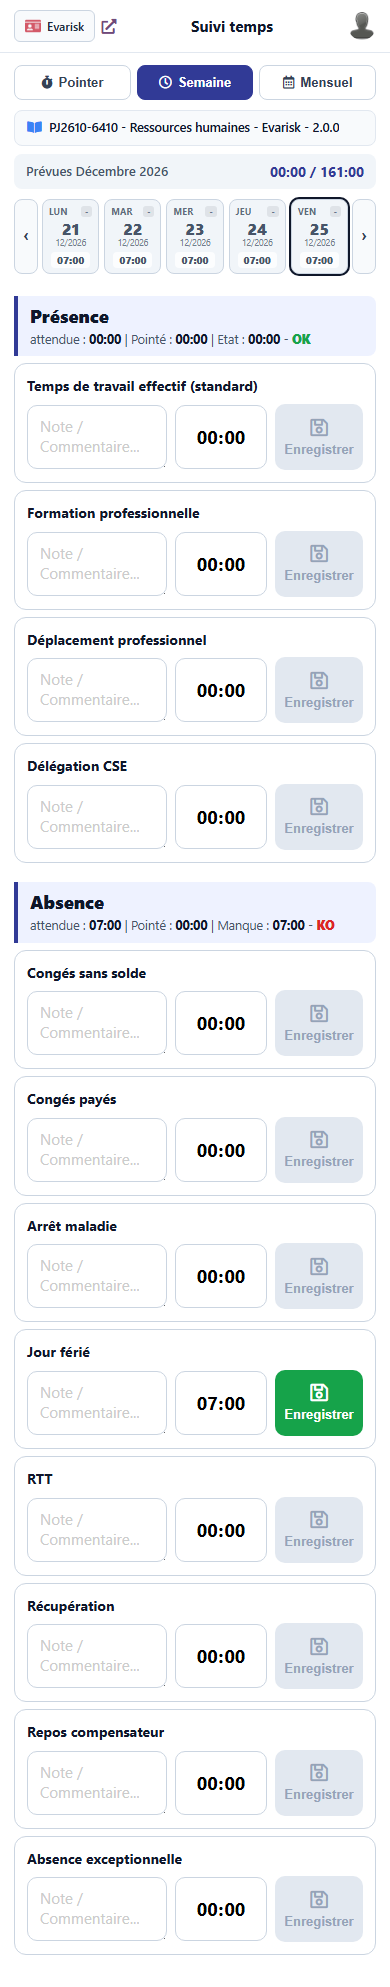 Evarisk
Suivi temps
Pointer
Semaine
Mensuel
PJ2610-6410 - Ressources humaines - Evarisk - 2.0.0
Prévues Décembre 2026 00:00 / 161:00
‹
LUN -
21
12/2026
07:00
MAR -
22
12/2026
07:00
MER -
23
12/2026
07:00
JEU -
24
12/2026
07:00
VEN -
25
12/2026
07:00
›
Présence
attendue : 00:00 | Pointé : 00:00 | Etat : 00:00 - OK
Temps de travail effectif (standard)
Note /
Commentaire...
00:00
Enregistrer
Formation professionnelle
Note /
Commentaire...
00:00
Enregistrer
Déplacement professionnel
Note /
Commentaire...
00:00
Enregistrer
Délégation CSE
Note /
Commentaire...
00:00
Enregistrer
Absence
attendue : 07:00 | Pointé : 00:00 | Manque : 07:00 - KO
Congés sans solde
Note /
Commentaire...
00:00
Enregistrer
Congés payés
Note /
Commentaire...
00:00
Enregistrer
Arrêt maladie
Note /
Commentaire...
00:00
Enregistrer
Jour férié
Note /
Commentaire...
07:00
Enregistrer
RTT
Note /
Commentaire...
00:00
Enregistrer
Récupération
Note /
Commentaire...
00:00
Enregistrer
Repos compensateur
Note /
Commentaire...
00:00
Enregistrer
Absence exceptionnelle
Note /
Commentaire...
00:00
Enregistrer